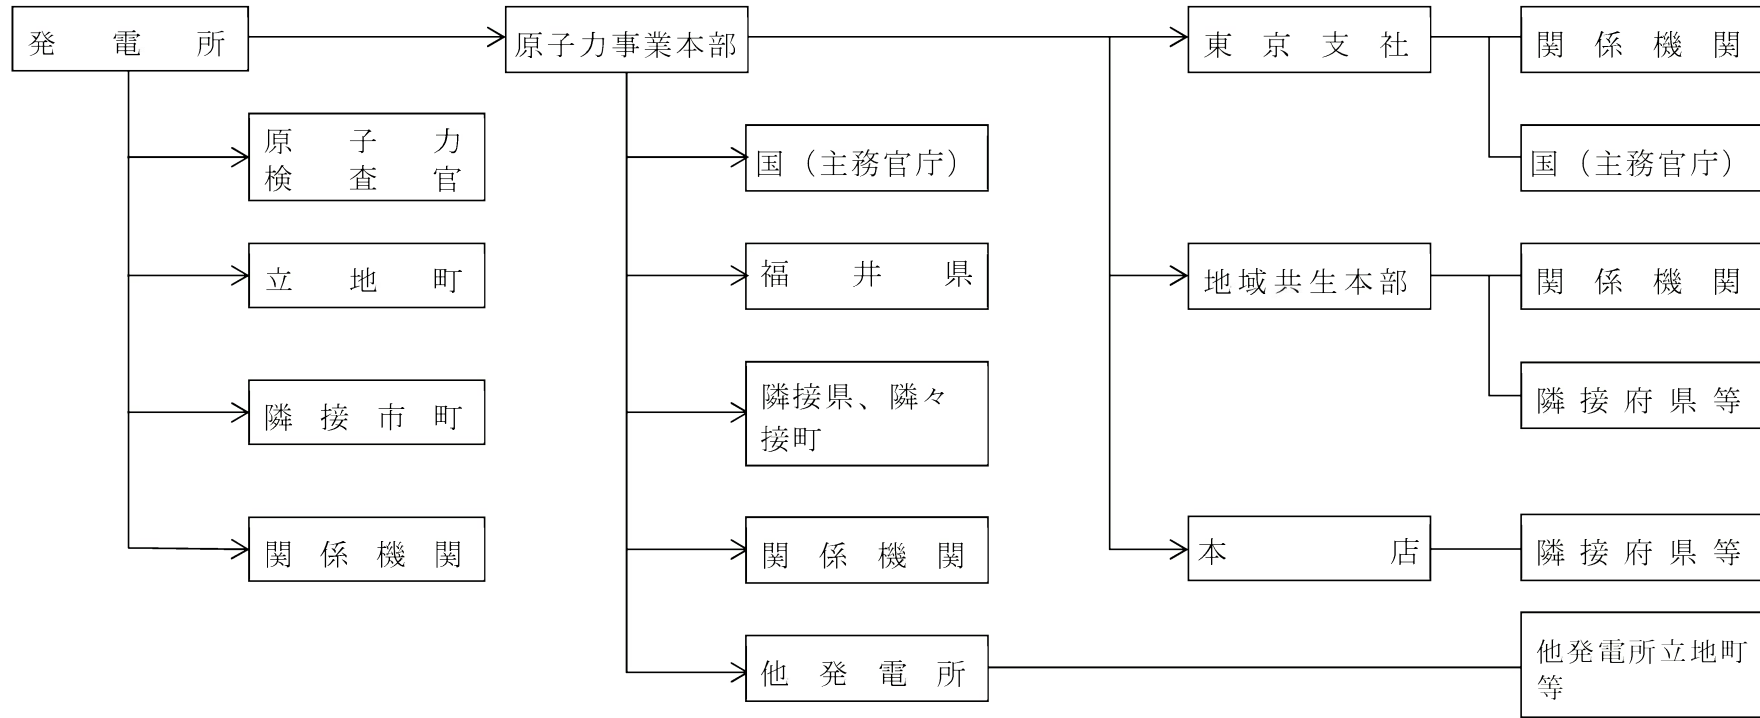 発電所
原子力事業本部
東京支社
関係機関
原子力
検査官
国（主務官庁）
国（主務官庁）
立地町
福井県
地域共生本部
関係機関
隣接市町
隣接県、隣々
接町
隣接府県等
関係機関
関係機関
本店
隣接府県等
他発電所
他発電所立地町
等